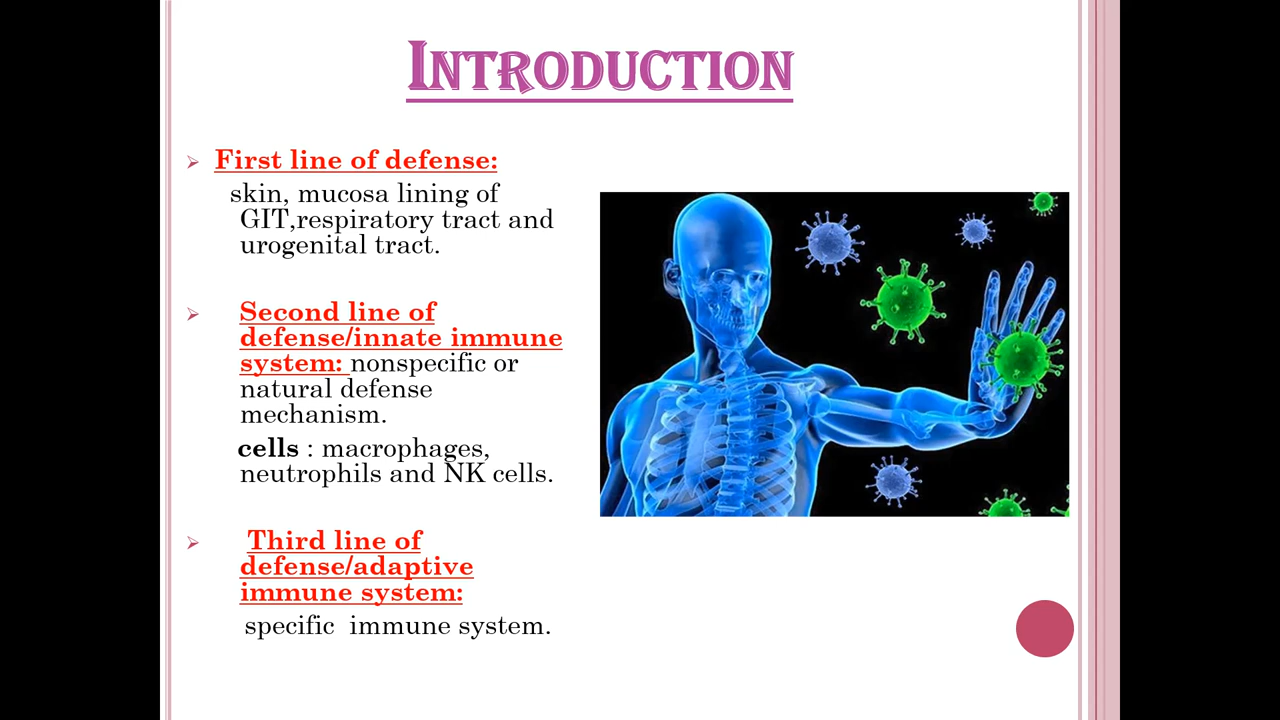 INTRODUCTION
First line of defense:
skin, mucosa lining of
GIT,respiratory tract and
urogenital tract.
Second line of
defense/innate immune
system: nonspecific or
natural defense
mechanism.
cells : macrophages,
neutrophils and NK cells.
Third line of
defense/adaptive
immune system:
specific  immune system.